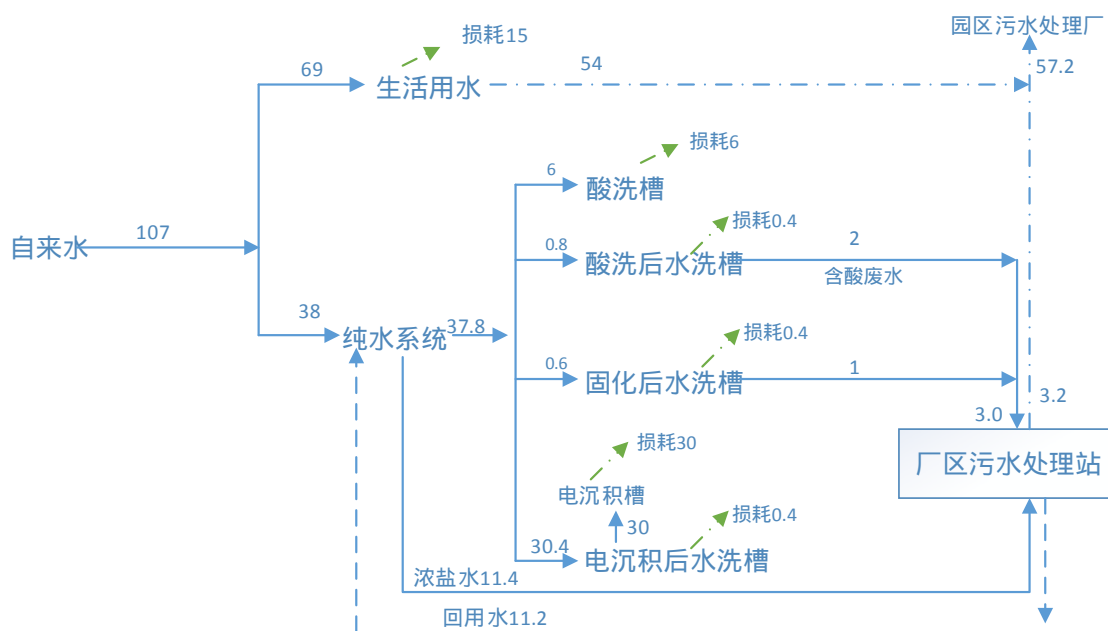 损耗15
园区污水处理厂
69
54
57.2
生活用水
损耗6
6
酸洗槽
107
自来水
损耗0.4
0.8
2
酸洗后水洗槽
含酸废水
38
纯水系统
37.8
损耗0.4
0.6
固化后水洗槽
1
3.0
3.2
损耗30
厂区污水处理站
电沉积槽
30
损耗0.4
30.4
电沉积后水洗槽
浓盐水11.4
回用水11.2